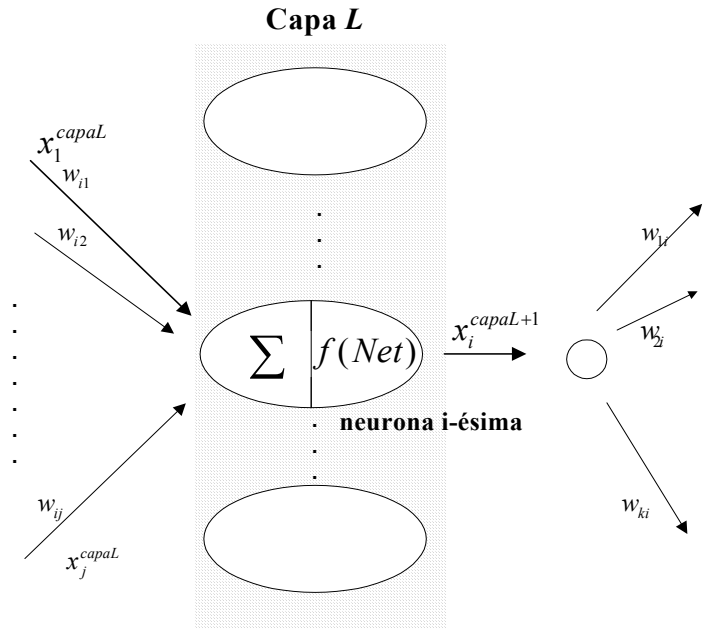 Capa L
x_1^{capaL}
w_{i1}
w_{i2}
w_{1i}
∑ f(Net)
x_i^{capaL+1}
w_{2i}
neurona i-ésima
w_{ij}
w_{ki}
x_j^{capaL}